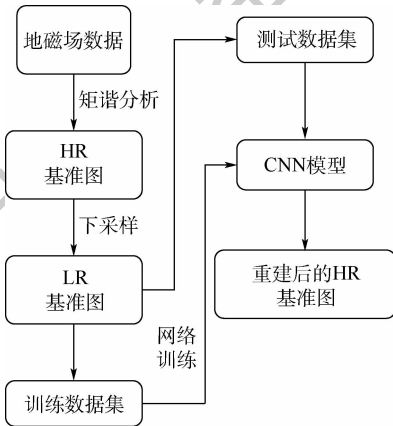 地磁场数据
矩谐分析
HR
基准图
下采样
LR
基准图
训练数据集
网络
训练
测试数据集
CNN模型
重建后的HR
基准图